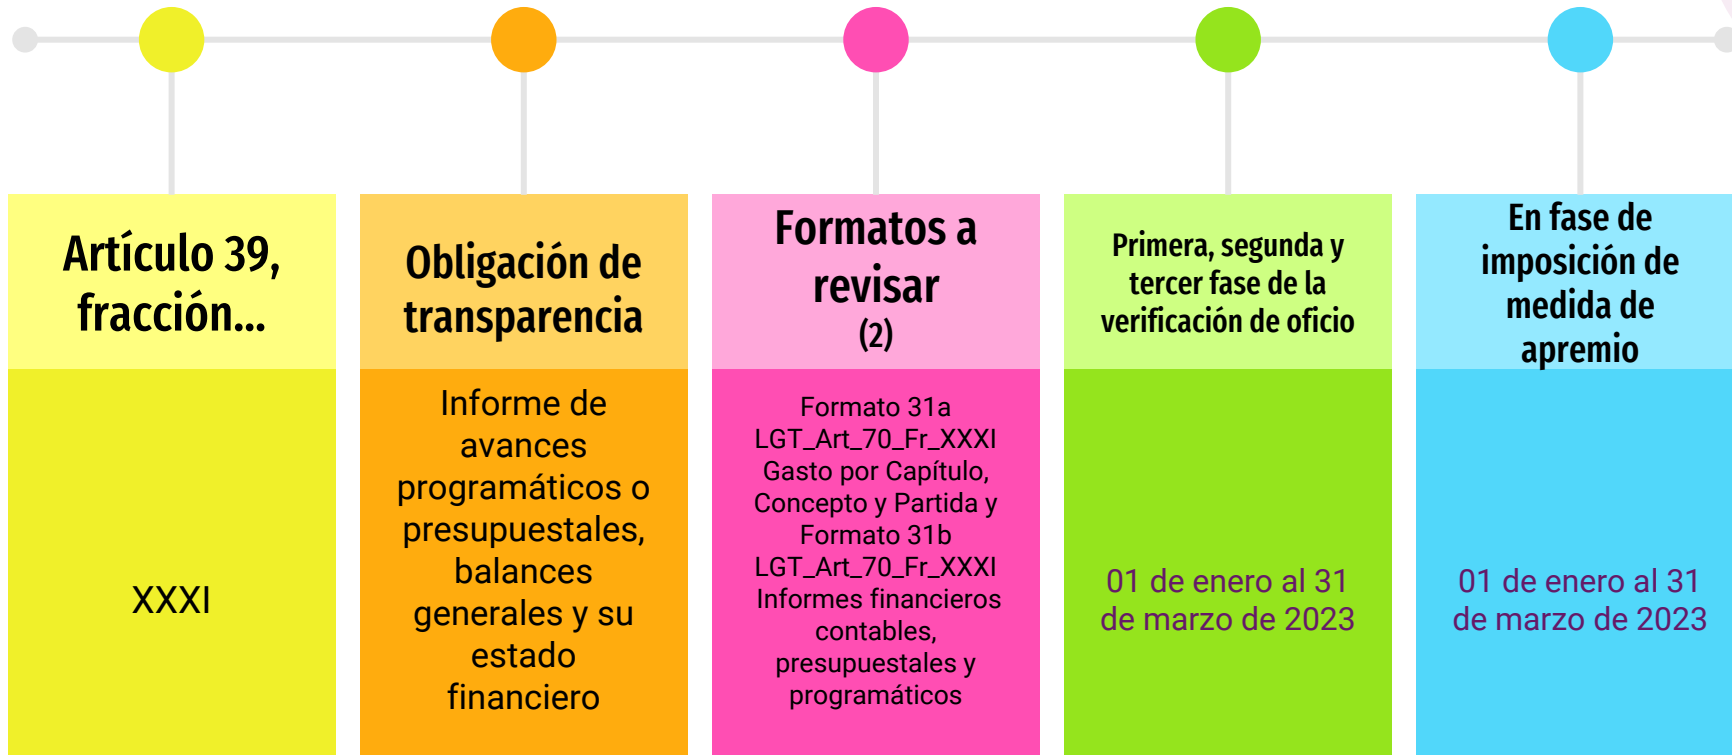 Artículo 39,
fracción...
XXXI
Obligación de
transparencia
Informe de
avances
programáticos o
presupuestales,
balances
generales y su
estado
financiero
Formatos a
revisar
(2)
Formato 31a
LGT_Art_70_Fr_XXXI
Gasto por Capítulo,
Concepto y Partida y
Formato 31b
LGT_Art_70_Fr_XXXI
Informes financieros
contables,
presupuestales y
programáticos
Primera, segunda y
tercer fase de la
verificación de oficio
01 de enero al 31
de marzo de 2023
En fase de
imposición de
medida de
apremio
01 de enero al 31
de marzo de 2023